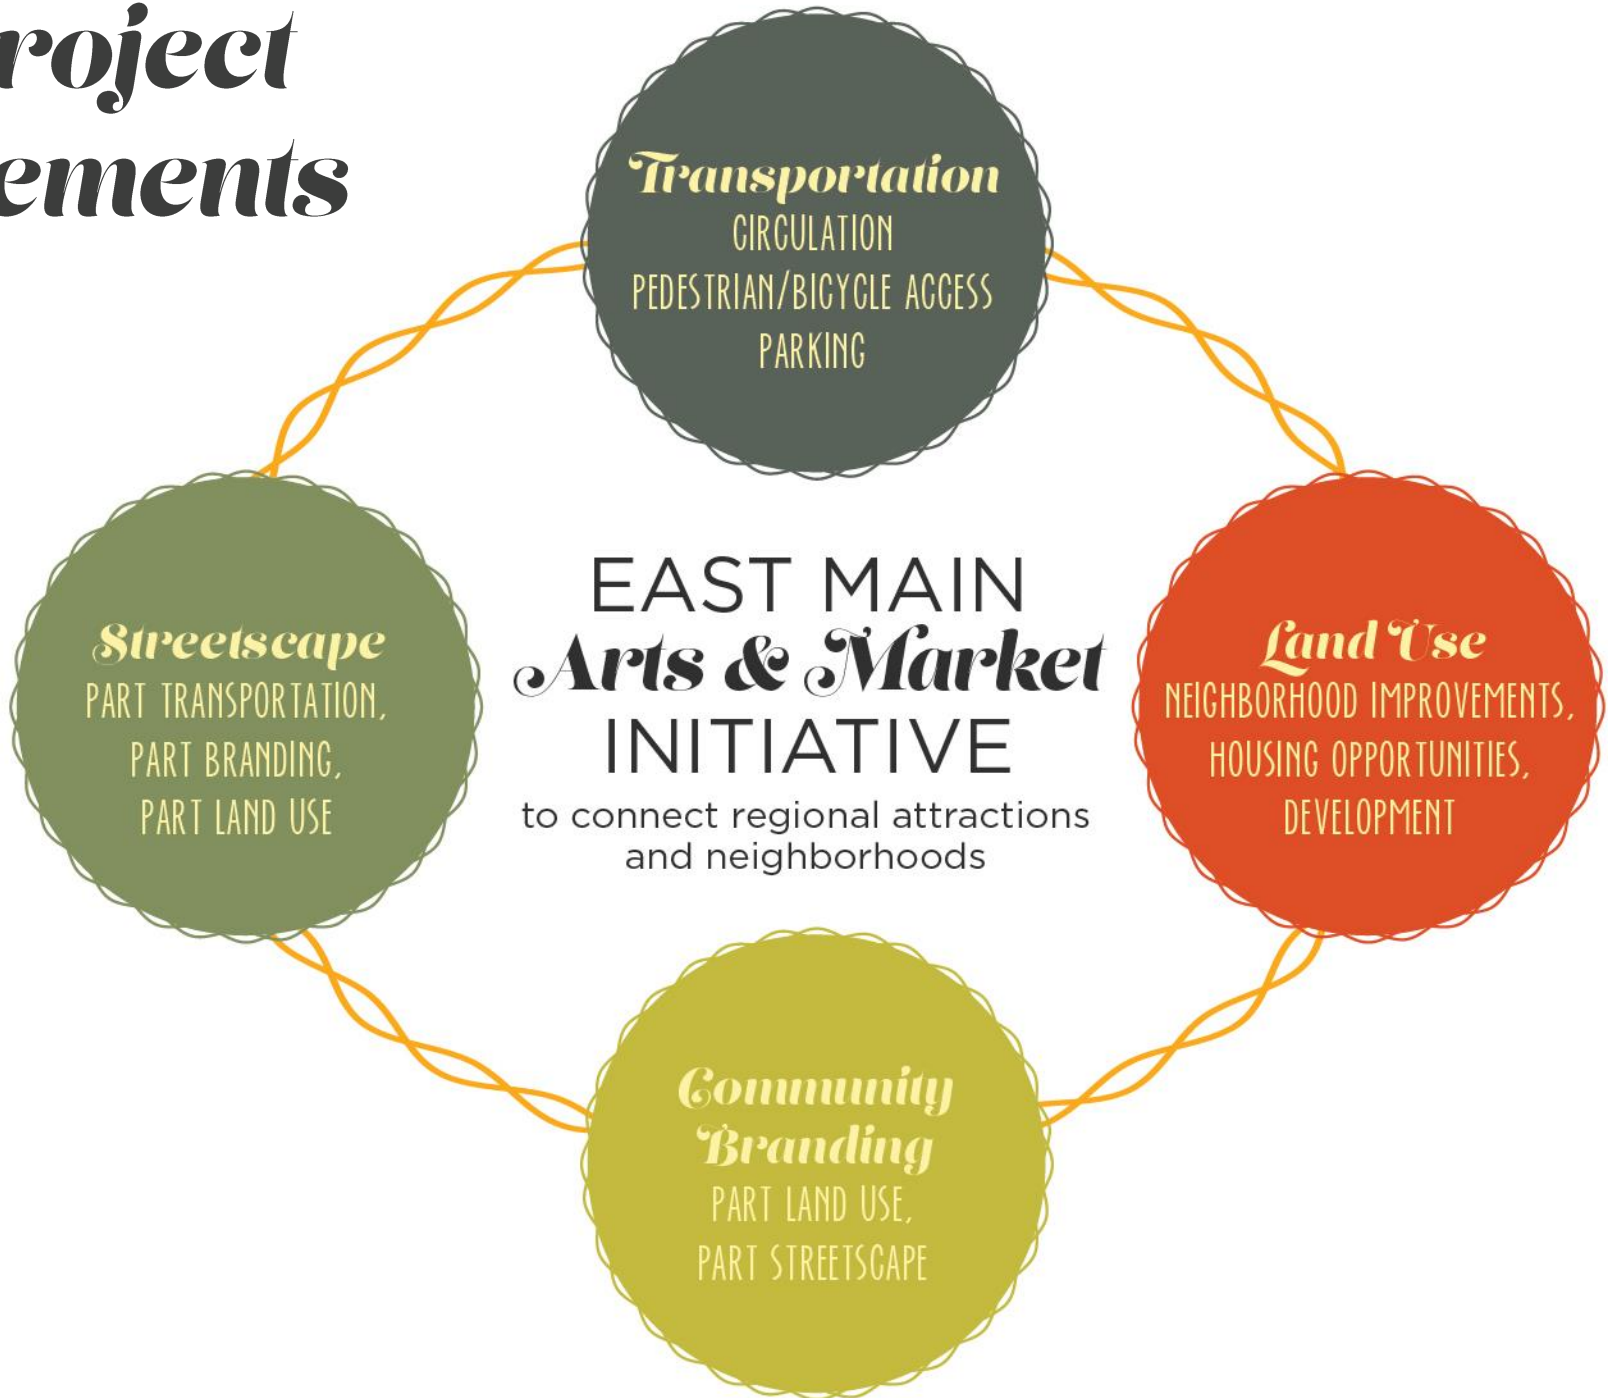 roject
ements
Transportation
CIRCULATION
PEDESTRIAN/BICYCLE ACCESS
PARKING
Streetscape
PART TRANSPORTATION,
PART BRANDING,
PART LAND USE
EAST MAIN
Arts & Market
INITIATIVE
to connect regional attractions
and neighborhoods
Land Use
NEIGHBORHOOD IMPROVEMENTS,
HOUSING OPPORTUNITIES,
DEVELOPMENT
Community
Branding
PART LAND USE,
PART STREETSCAPE